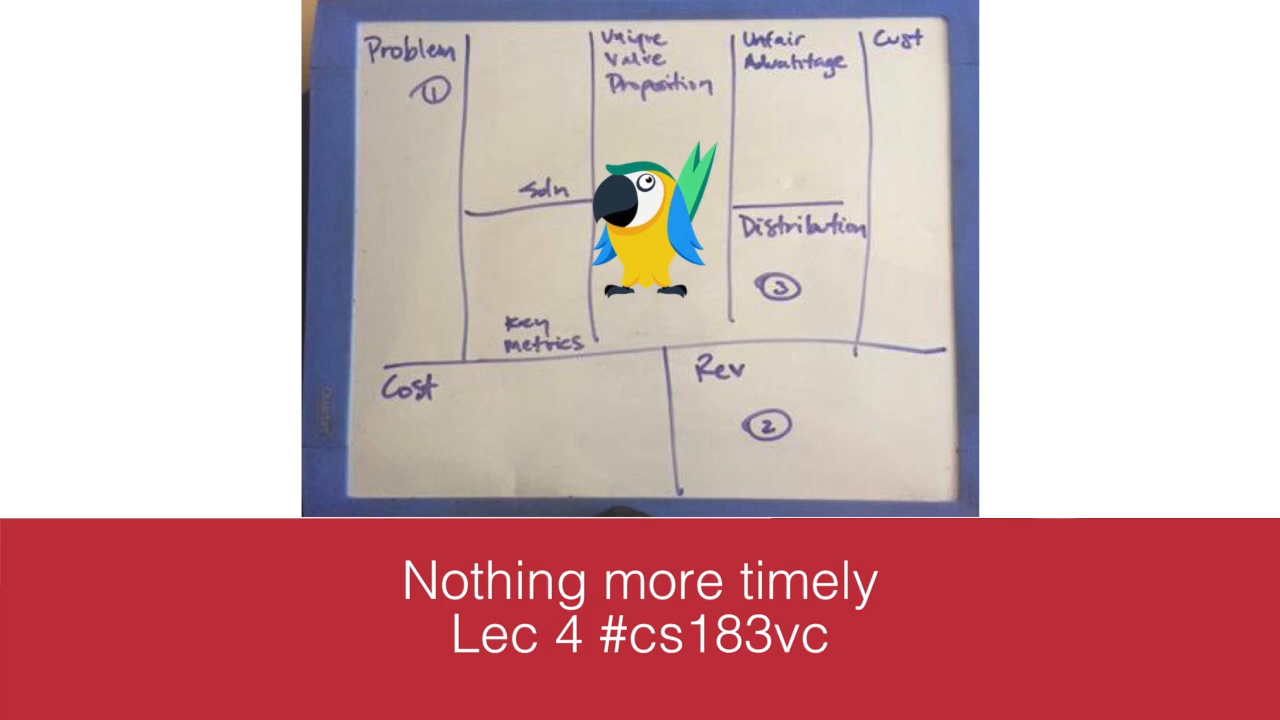 Problem
①
Soln
Key
metrics
Unique
Value
Proposition
Unfair
Advantage
Distribution
③
Cust
Cost
Rev
②
Nothing more timely
Lec 4 #cs183vc